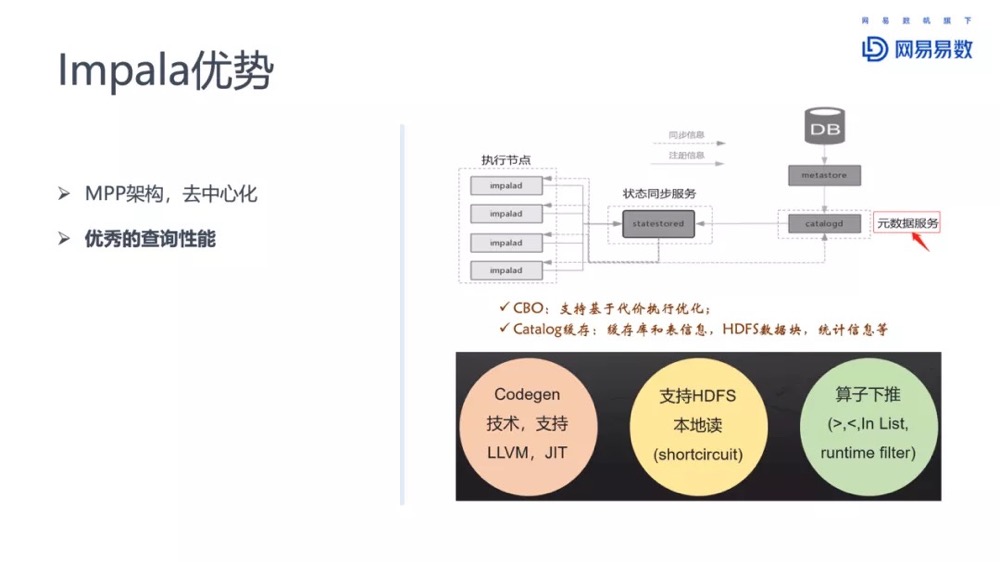 网易数帆旗下
网易易数
Impala优势
➢ MPP架构，去中心化
➢ 优秀的查询性能
同步信息
注册信息
DB
metastore
执行节点
impalad
impalad
impalad
impalad
状态同步服务
statestored
catalogd
元数据服务
✓CBO：支持基于代价执行优化；
✓Catalog缓存：缓存库和表信息，HDFS数据块，统计信息等
Codegen
技术，支持
LLVM，JIT
支持HDFS
本地读
(shortcircuit)
算子下推
(>,<,In List,
runtime filter)